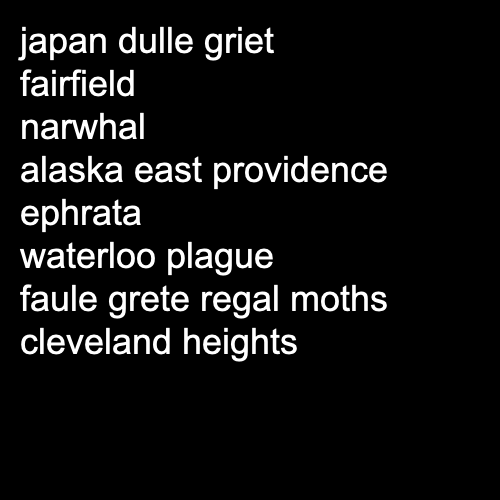 japan dulle griet
fairfield
narwhal
alaska east providence
ephrata
waterloo plague
faule grete regal moths
cleveland heights